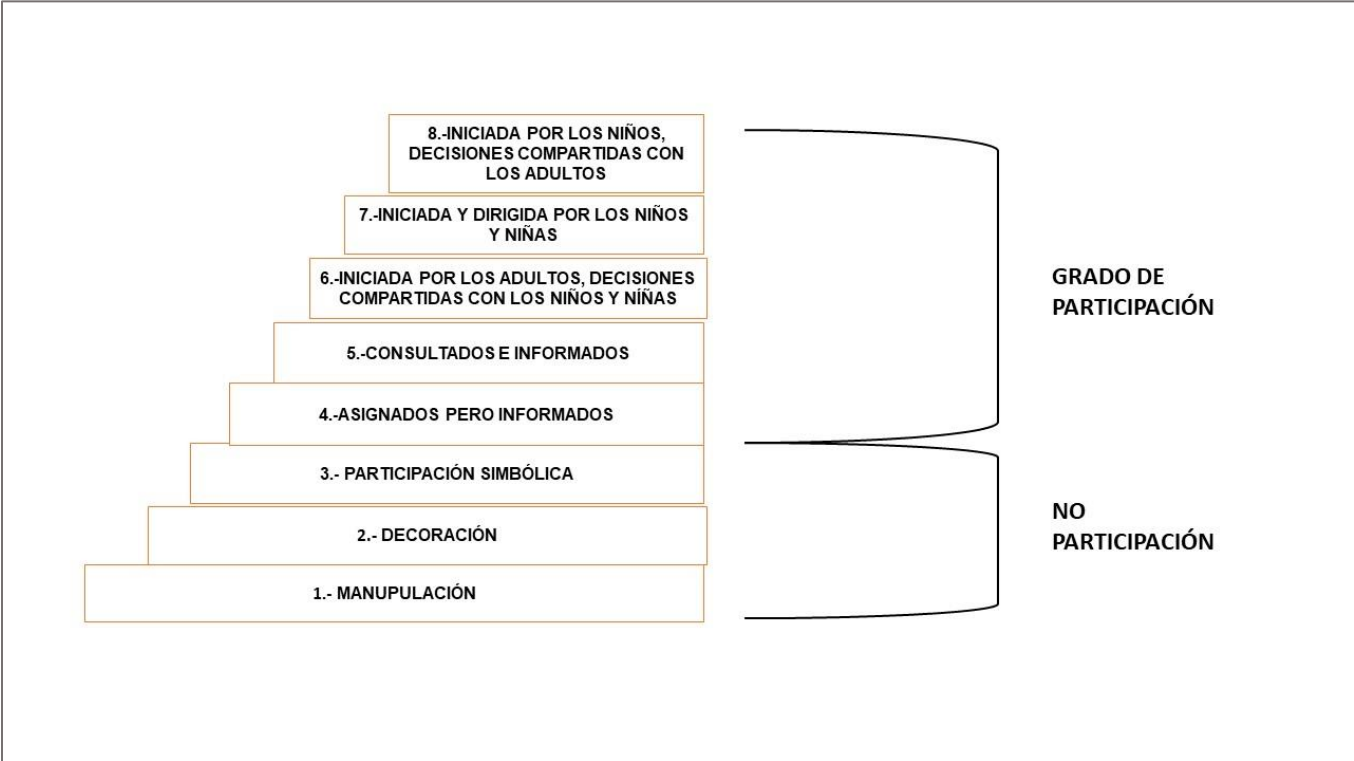 8.-INICIADA POR LOS NIÑOS,
DECISIONES COMPARTIDAS CON
LOS ADULTOS
7.-INICIADA Y DIRIGIDA POR LOS NIÑOS
Y NIÑAS
6.-INICIADA POR LOS ADULTOS, DECISIONES
COMPARTIDAS CON LOS NIÑOS Y NÍÑAS
5.-CONSULTADOS E INFORMADOS
4.-ASIGNADOS PERO INFORMADOS
3.- PARTICIPACIÓN SIMBÓLICA
2.- DECORACIÓN
1.- MANUPULACIÓN
GRADO DE
PARTICIPACIÓN
NO
PARTICIPACIÓN